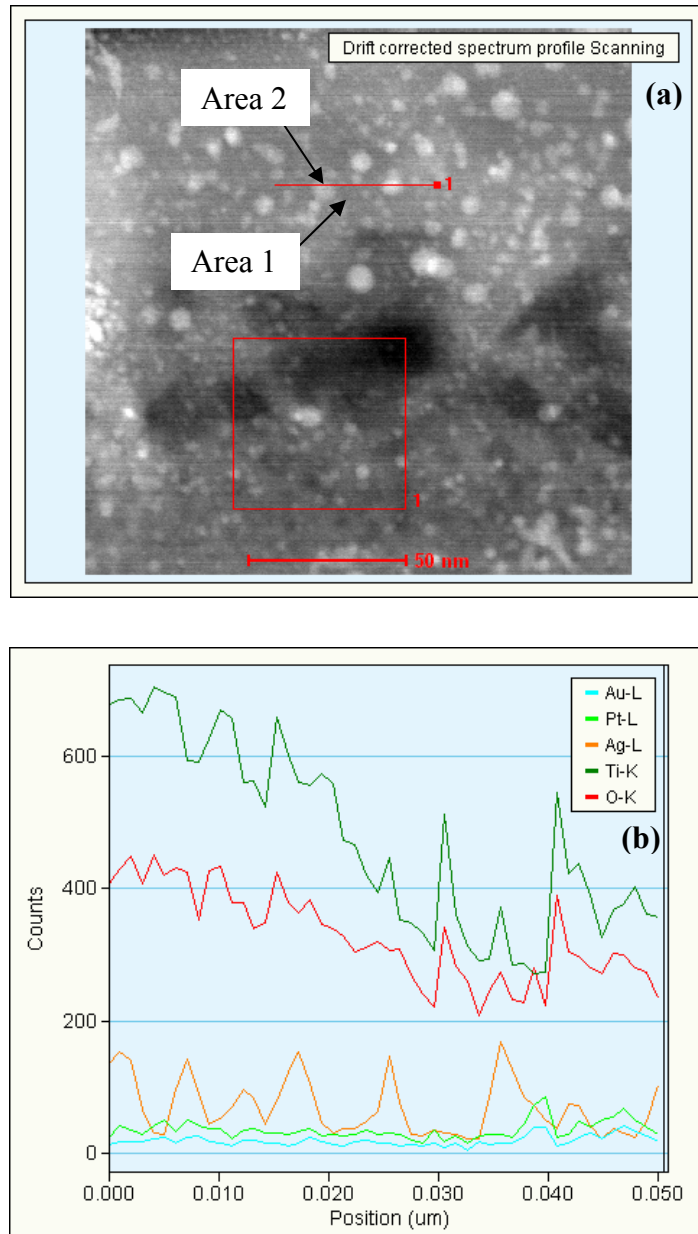 Drift corrected spectrum profile Scanning
(a)
Area 2
1
Area 1
1
50 nm
Au-L
Pt-L
Ag-L
Ti-K
O-K
(b)
600
400
200
0
Counts
0.000 0.010 0.020 0.030 0.040 0.050
Position (um)